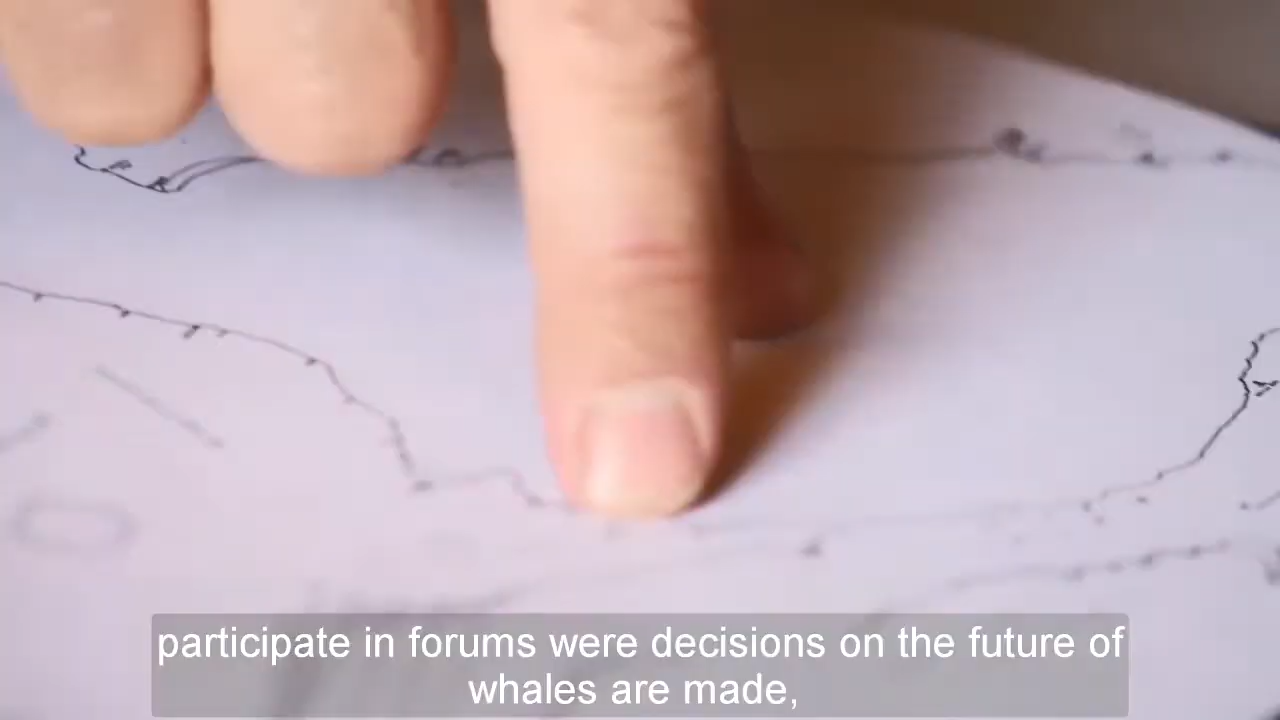 participate in forums were decisions on the future of
whales are made,